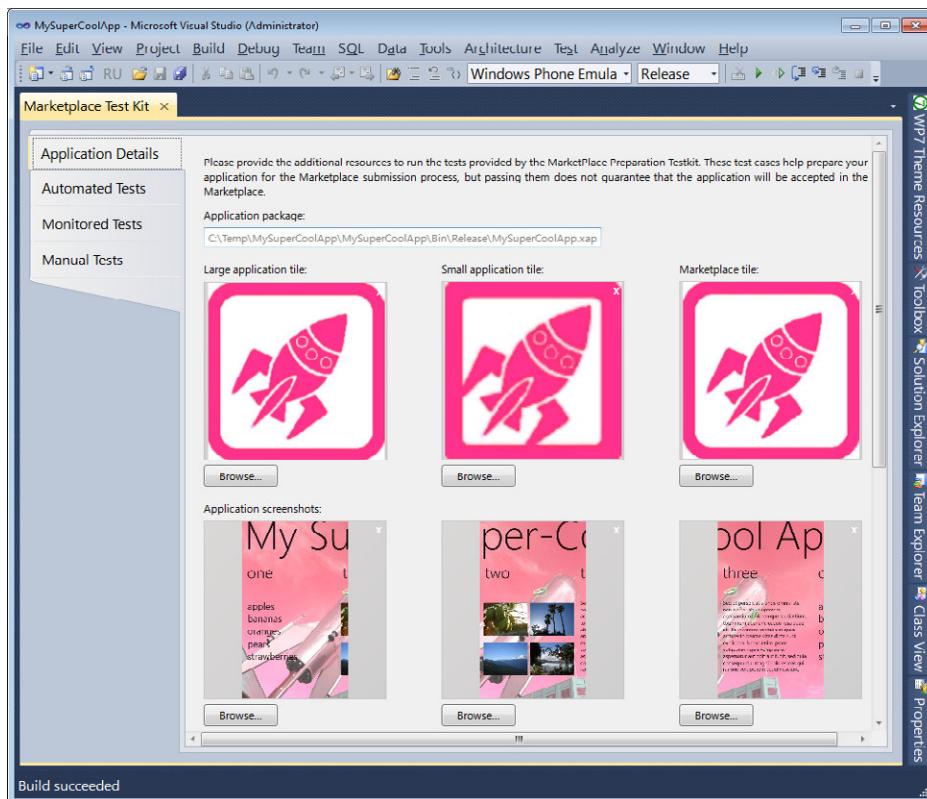 MySuperCoolApp - Microsoft Visual Studio (Administrator)
File Edit View Project Build Debug Team SQL Data Tools Architecture Test Analyze Window Help
RU
Windows Phone Emula
Release
Marketplace Test Kit ×
Application Details
Automated Tests
Monitored Tests
Manual Tests
Please provide the additional resources to run the tests provided by the MarketPlace Preparation Testkit. These test cases help prepare your
application for the Marketplace submission process, but passing them does not guarantee that the application will be accepted in the
Marketplace.
Application package:
C:\Temp\MySuperCoolApp\MySuperCoolApp\Bin\Release\MySuperCoolApp.xap
Large application tile:
Small application tile:
Marketplace tile:
x
x
x
Browse...
Browse...
Browse...
Application screenshots:
x
x
x
My Su
one t
apples
bananas
oranges
pears
strawberries
per-Co
two t
ool Ap
three c
a
b
o
p
st
Browse...
Browse...
Browse...
WP7 Theme Resources
Toolbox
Solution Explorer
Team Explorer
Class View
Properties
Build succeeded